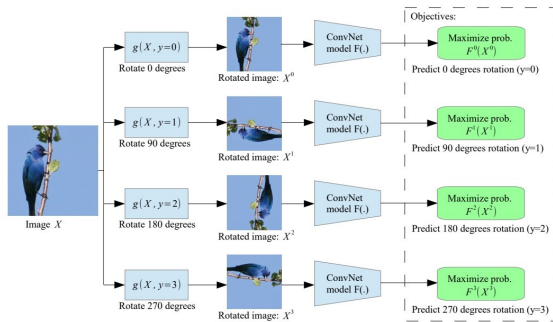 Objectives:
g(X, y=0)
Rotate 0 degrees
Rotated image: X^0
ConvNet
model F(.)
Maximize prob.
F^0(X^0)
Predict 0 degrees rotation (y=0)
g(X, y=1)
Rotate 90 degrees
Rotated image: X^1
ConvNet
model F(.)
Maximize prob.
F^1(X^1)
Predict 90 degrees rotation (y=1)
Image X
g(X, y=2)
Rotate 180 degrees
Rotated image: X^2
ConvNet
model F(.)
Maximize prob.
F^2(X^2)
Predict 180 degrees rotation (y=2)
g(X, y=3)
Rotate 270 degrees
Rotated image: X^3
ConvNet
model F(.)
Maximize prob.
F^3(X^3)
Predict 270 degrees rotation (y=3)